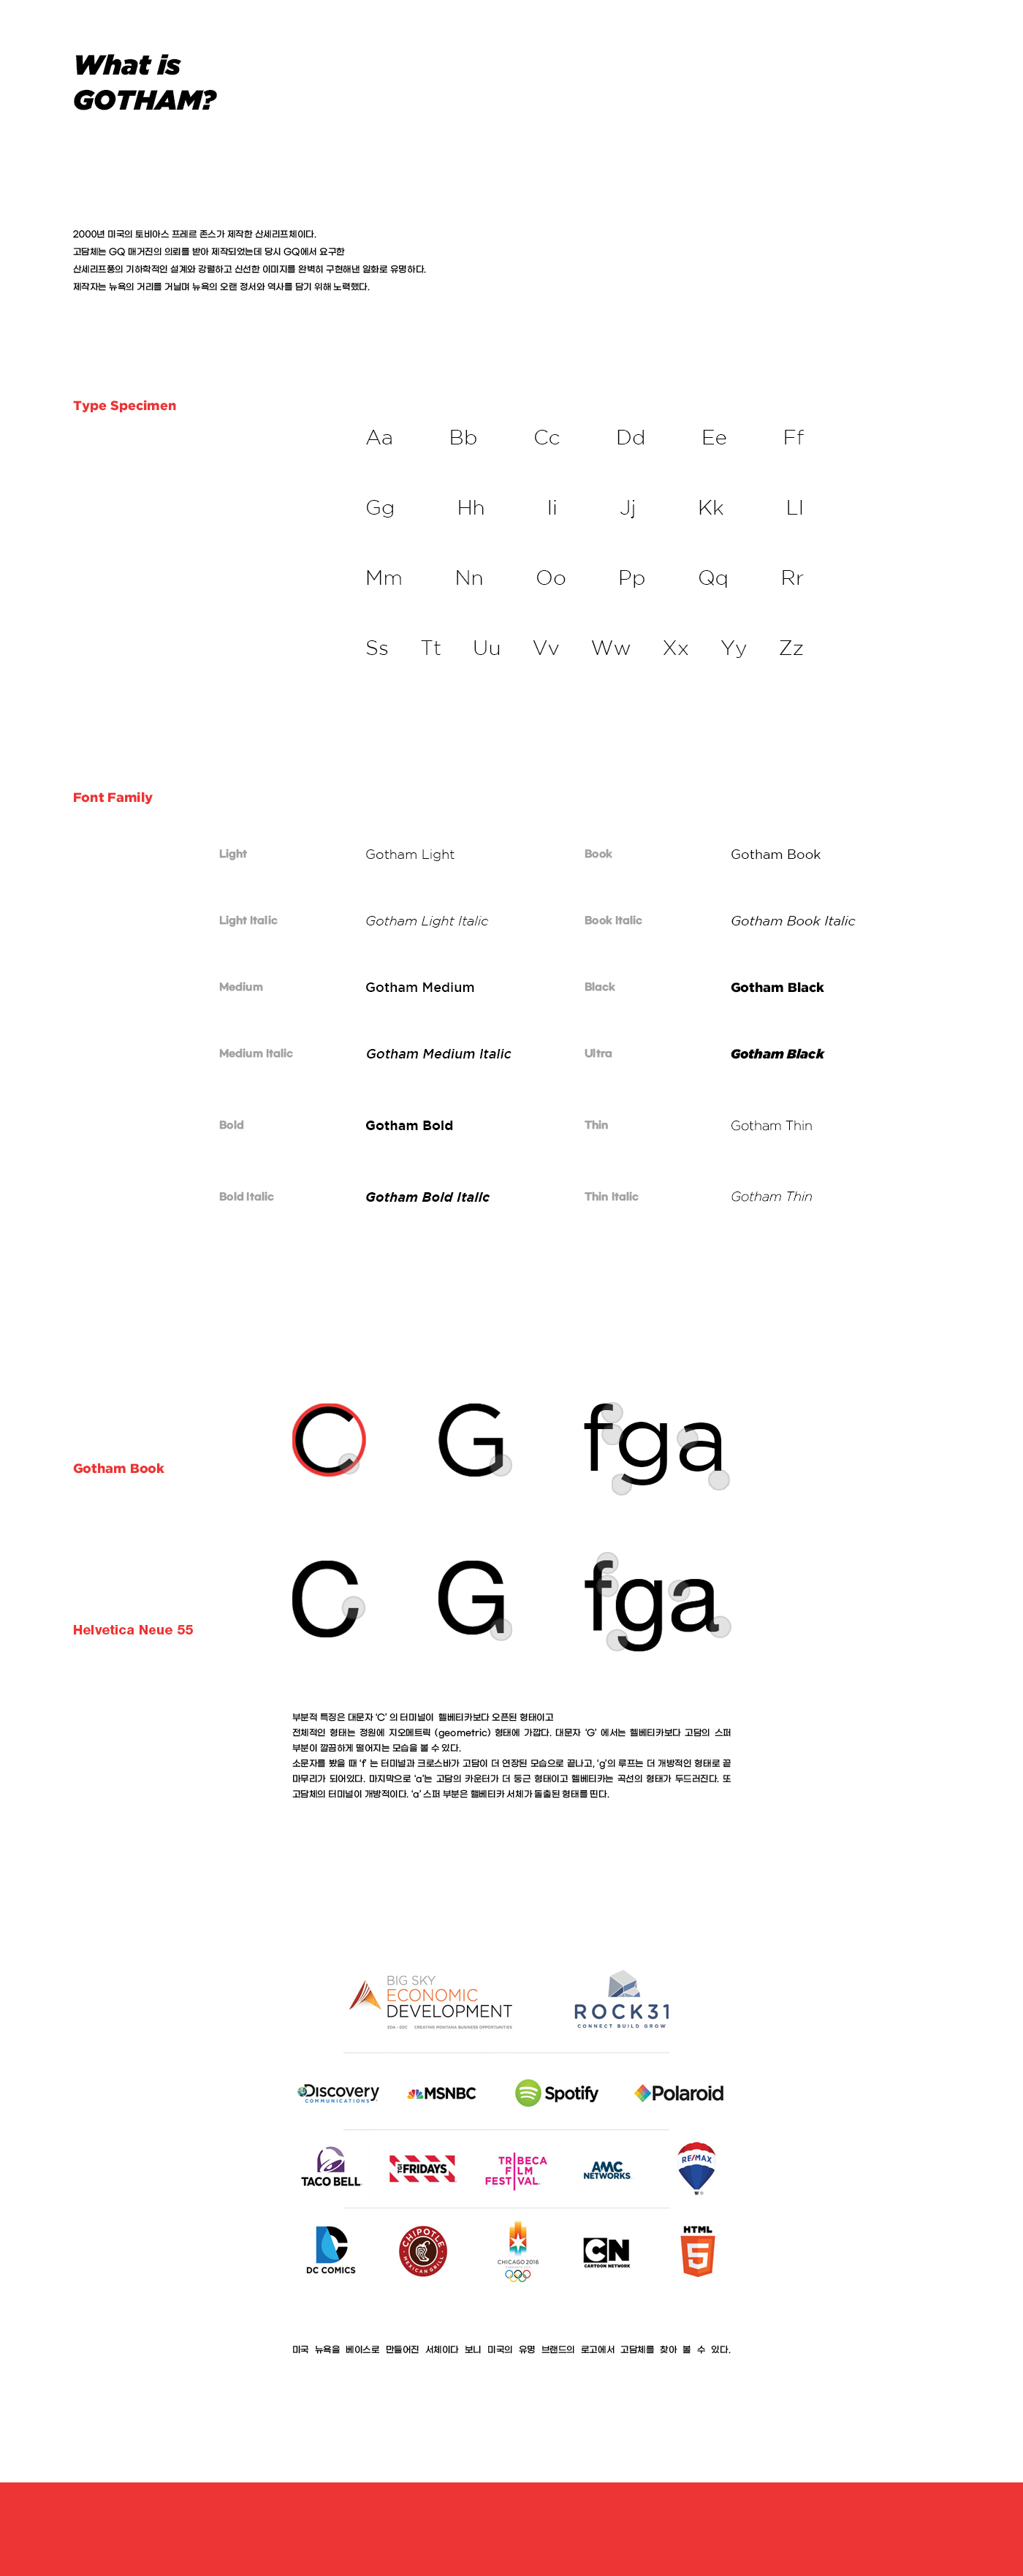 What is
GOTHAM?
2000년 미국의 토비아스 프레르 존스가 제작한 산세리프체이다.
고담체는 GQ 매거진의 의뢰를 받아 제작되었는데 당시 GQ에서 요구한
산세리프풍의 기하학적인 설계와 강렬하고 신선한 이미지를 완벽히 구현해낸 일화로 유명하다.
제작자는 뉴욕의 거리를 거닐며 뉴욕의 오랜 정서와 역사를 담기 위해 노력했다.
Type Specimen
Aa Bb Cc Dd Ee Ff
Gg Hh Ii Jj Kk Ll
Mm Nn Oo Pp Qq Rr
Ss Tt Uu Vv Ww Xx Yy Zz
Font Family
Light Gotham Light Book Gotham Book
Light Italic Gotham Light Italic Book Italic Gotham Book Italic
Medium Gotham Medium Black Gotham Black
Medium Italic Gotham Medium Italic Ultra Gotham Black
Bold Gotham Bold Thin Gotham Thin
Bold Italic Gotham Bold Italic Thin Italic Gotham Thin
Gotham Book C G fga
Helvetica Neue 55 C G fga
부분적 특징은 대문자 ‘C’ 의 터미널이 헬베티카보다 오픈된 형태이고
전체적인 형태는 정원에 지오메트릭 (geometric) 형태에 가깝다. 대문자 ‘G’ 에서는 헬베티카보다 고담의 스퍼
부분이 깔끔하게 떨어지는 모습을 볼 수 있다.
소문자를 봤을 때 ‘f’ 는 터미널과 크로스바가 고담이 더 연장된 모습으로 끝나고, ‘g’의 루프는 더 개방적인 형태로 끝
마무리가 되어있다. 마지막으로 ‘a’는 고담의 카운터가 더 둥근 형태이고 헬베티카는 곡선의 형태가 두드러진다. 또
고담체의 터미널이 개방적이다. ‘a’ 스퍼 부분은 헬베티카 서체가 돌출된 형태를 띤다.
BIG SKY
ECONOMIC
DEVELOPMENT
EDA - EDC CREATING MONTANA BUSINESS OPPORTUNITIES
ROCK31
CONNECT BUILD GROW
Discovery
COMMUNICATIONS
MSNBC
Spotify
Polaroid
TACO BELL
TGI FRIDAYS
TRIBECA
FILM
FESTIVAL
AMC
NETWORKS
RE/MAX
DC COMICS
CHIPOTLE
MEXICAN GRILL
CHICAGO 2016
CN
CARTOON NETWORK
HTML
5
미국 뉴욕을 베이스로 만들어진 서체이다 보니 미국의 유명 브랜드의 로고에서 고담체를 찾아 볼 수 있다.